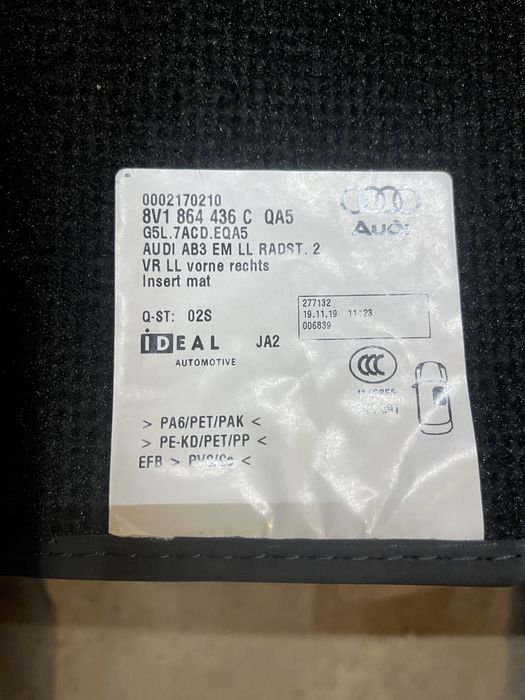 0002170210
8V1 864 436 C QA5
G5L.7ACD.EQA5
AUDI AB3 EM LL RADST. 2
VR LL vorne rechts
Insert mat
Audi
Q-ST: 02S
277132
19.11.19 11:23
006839
iDEAL
AUTOMOTIVE
JA2
CCC
> PA6/PET/PAK <
> PE-KD/PET/PP <
EFB > <